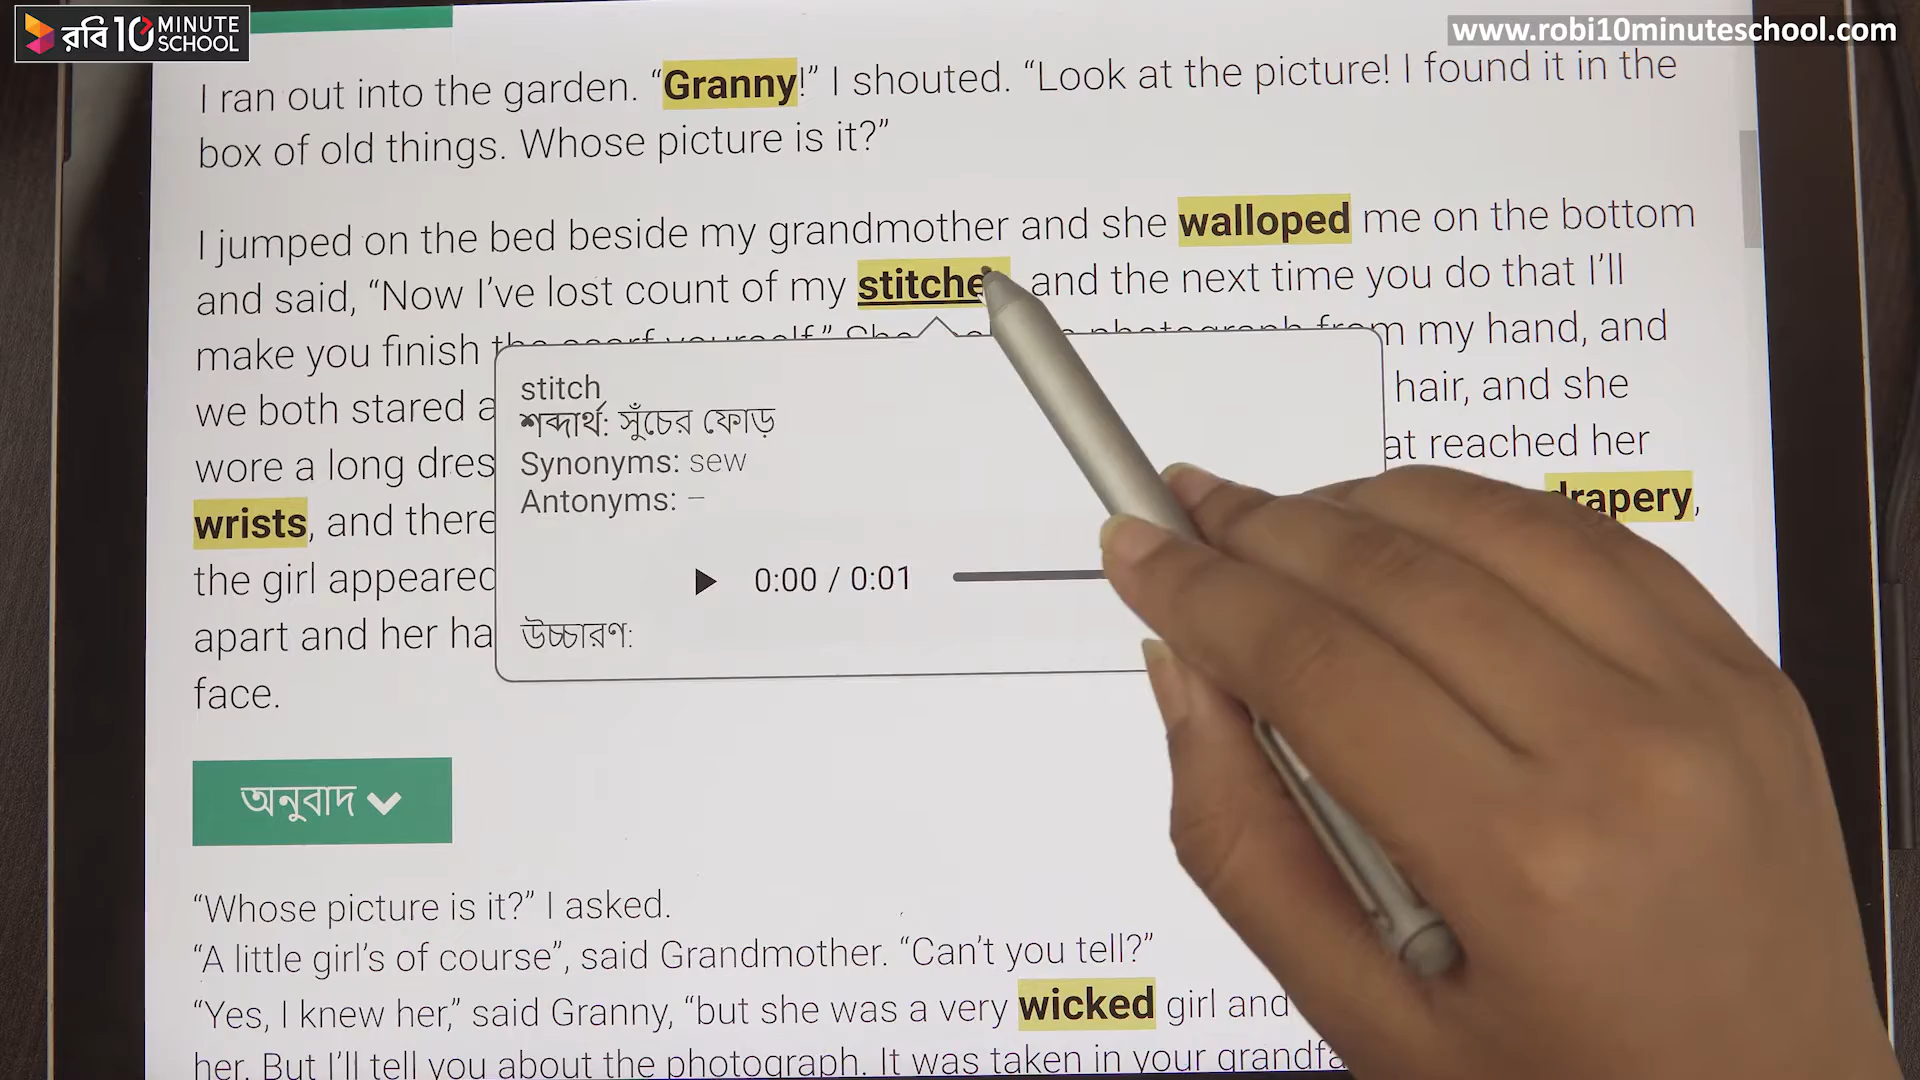 রবি 10 MINUTE SCHOOL
www.robi10minuteschool.com
I ran out into the garden. “Granny!” I shouted. “Look at the picture! I found it in the
box of old things. Whose picture is it?”
I jumped on the bed beside my grandmother and she walloped me on the bottom
and said, “Now I’ve lost count of my stitche and the next time you do that I’ll
make you finish the scarf yourself.” She photograph from my hand, and
we both stared hair, and she
wore a long dres at reached her
wrists, and there drapery,
the girl appeared
apart and her ha
face.
stitch
শব্দার্থ: সুঁচের ফোড়
Synonyms: sew
Antonyms: –
0:00 / 0:01
উচ্চারণ:
অনুবাদ
“Whose picture is it?” I asked.
“A little girl’s of course”, said Grandmother. “Can’t you tell?”
“Yes, I knew her,” said Granny, “but she was a very wicked girl and
her. But I’ll tell you about the photograph. It was taken in your grandfa